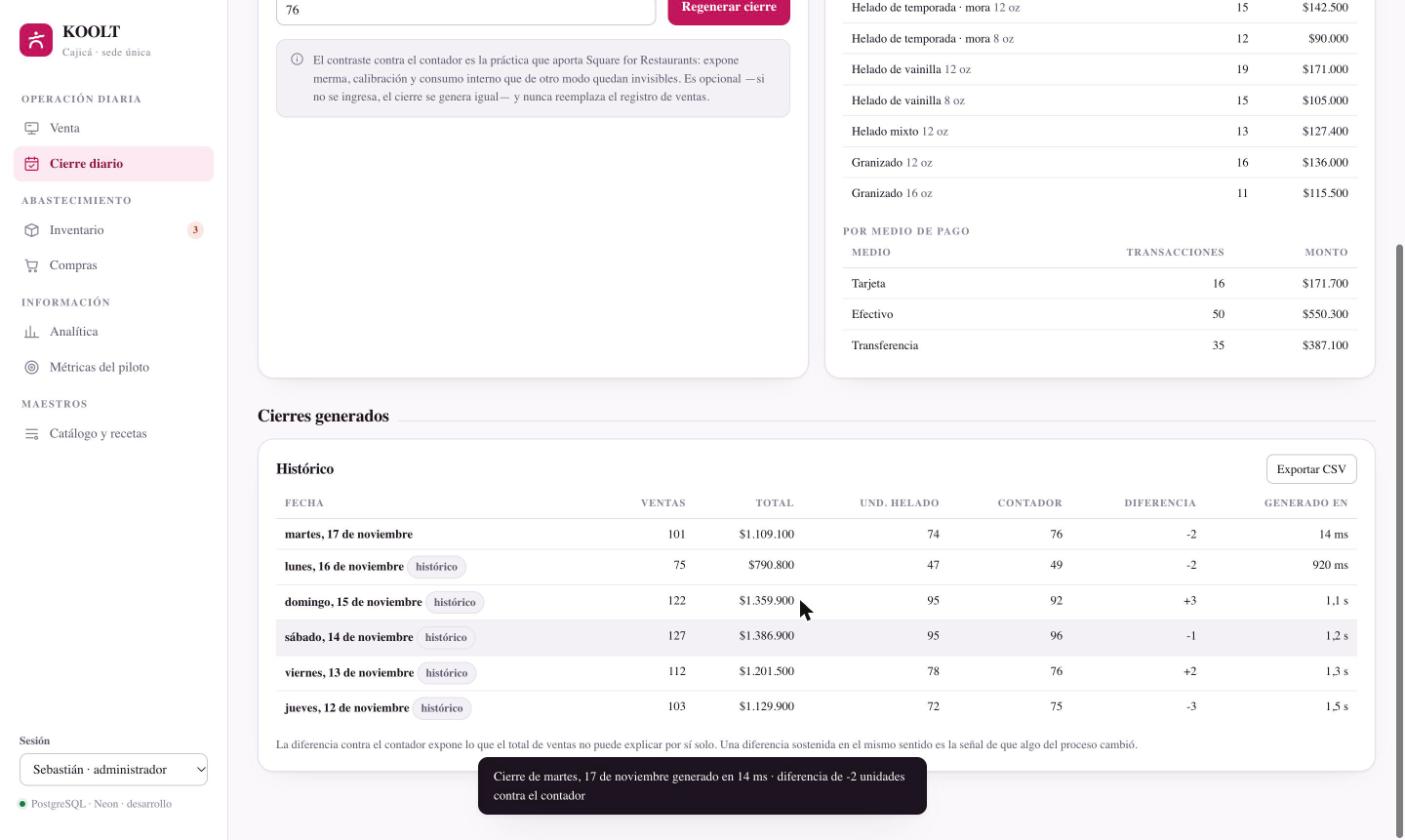 KOOLT
Cajicá · sede única
OPERACIÓN DIARIA
Venta
Cierre diario
ABASTECIMIENTO
Inventario 3
Compras
INFORMACIÓN
Analítica
Métricas del piloto
MAESTROS
Catálogo y recetas
Sesión
Sebastián · administrador
PostgreSQL · Neon · desarrollo
76
Regenerar cierre
El contraste contra el contador es la práctica que aporta Square for Restaurants: expone
merma, calibración y consumo interno que de otro modo quedan invisibles. Es opcional —si
no se ingresa, el cierre se genera igual— y nunca reemplaza el registro de ventas.
Helado de temporada · mora 12 oz 15 $142.500
Helado de temporada · mora 8 oz 12 $90.000
Helado de vainilla 12 oz 19 $171.000
Helado de vainilla 8 oz 15 $105.000
Helado mixto 12 oz 13 $127.400
Granizado 12 oz 16 $136.000
Granizado 16 oz 11 $115.500
POR MEDIO DE PAGO
MEDIO TRANSACCIONES MONTO
Tarjeta 16 $171.700
Efectivo 50 $550.300
Transferencia 35 $387.100
Cierres generados
Histórico
Exportar CSV
FECHA VENTAS TOTAL UND. HELADO CONTADOR DIFERENCIA GENERADO EN
martes, 17 de noviembre 101 $1.109.100 74 76 -2 14 ms
lunes, 16 de noviembre histórico 75 $790.800 47 49 -2 920 ms
domingo, 15 de noviembre histórico 122 $1.359.900 95 92 +3 1,1 s
sábado, 14 de noviembre histórico 127 $1.386.900 95 96 -1 1,2 s
viernes, 13 de noviembre histórico 112 $1.201.500 78 76 +2 1,3 s
jueves, 12 de noviembre histórico 103 $1.129.900 72 75 -3 1,5 s
La diferencia contra el contador expone lo que el total de ventas no puede explicar por sí solo. Una diferencia sostenida en el mismo sentido es la señal de que algo del proceso cambió.
Cierre de martes, 17 de noviembre generado en 14 ms · diferencia de -2 unidades
contra el contador